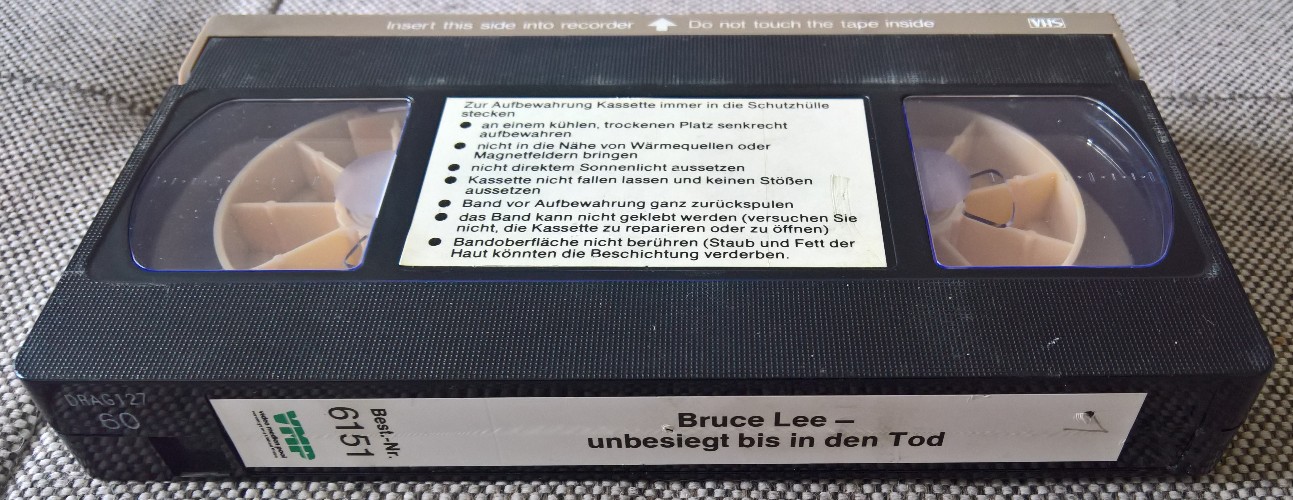 Insert this side into recorder Do not touch the tape inside VHS
Zur Aufbewahrung Kassette immer in die Schutzhülle
stecken
● an einem kühlen, trockenen Platz senkrecht
aufbewahren
● nicht in die Nähe von Wärmequellen oder
Magnetfeldern bringen
● nicht direktem Sonnenlicht aussetzen
● Kassette nicht fallen lassen und keinen Stößen
aussetzen
● Band vor Aufbewahrung ganz zurückspulen
● das Band kann nicht geklebt werden (versuchen Sie
nicht, die Kassette zu reparieren oder zu öffnen)
● Bandoberfläche nicht berühren (Staub und Fett der
Haut könnten die Beschichtung verderben.
DRAG127
60
VMP
Best-Nr.
6151
Bruce Lee –
unbesiegt bis in den Tod